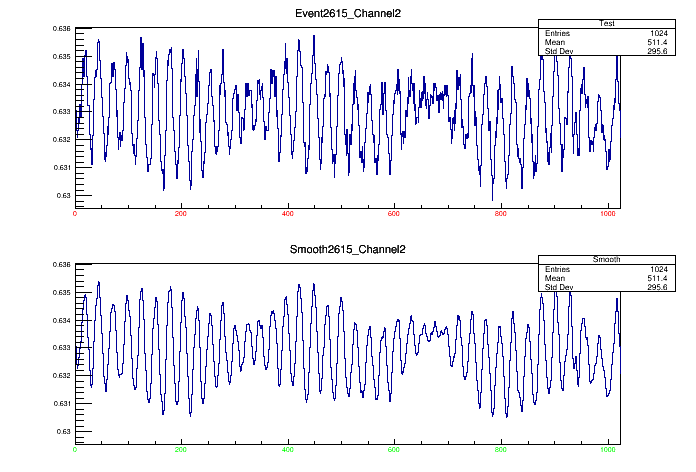 Event2615_Channel2
Test
Entries 1024
Mean 511.4
Std Dev 295.6
0.636
0.635
0.634
0.633
0.632
0.631
0.63
0 200 400 600 800 1000
Smooth2615_Channel2
Smooth
Entries 1024
Mean 511.4
Std Dev 295.6
0.636
0.635
0.634
0.633
0.632
0.631
0.63
0 200 400 600 800 1000